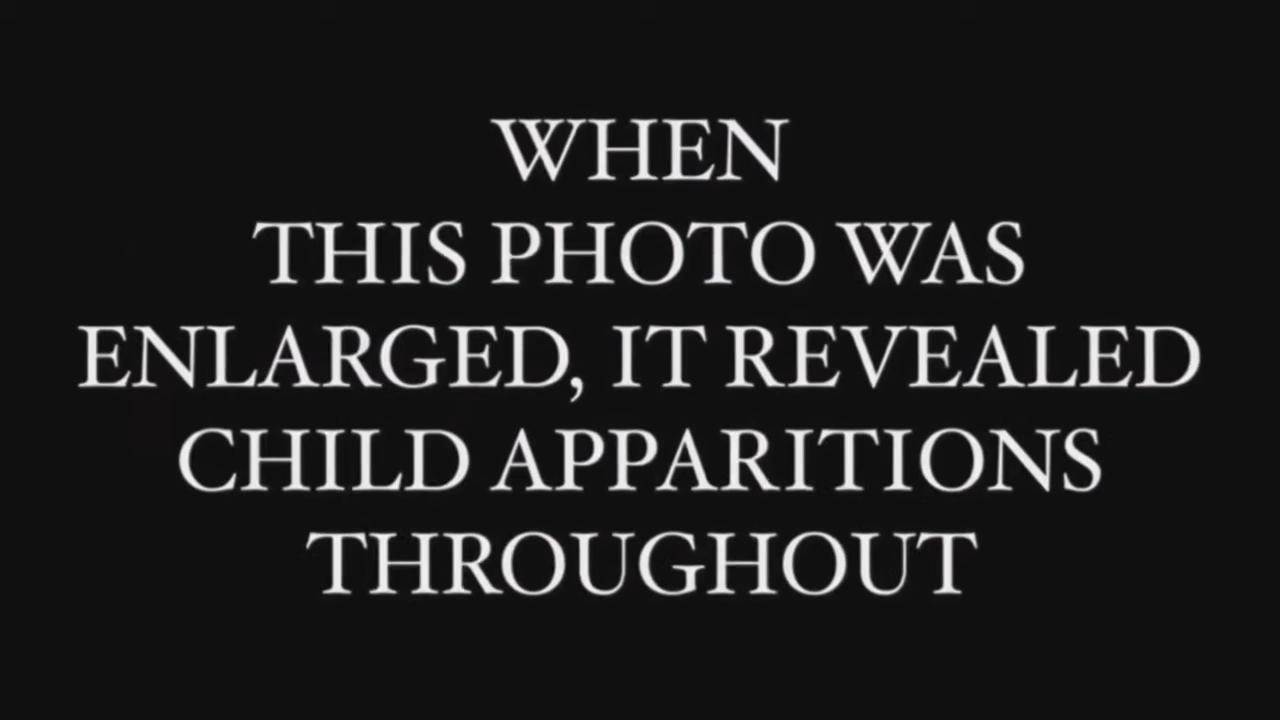 WHEN
THIS PHOTO WAS
ENLARGED, IT REVEALED
CHILD APPARITIONS
THROUGHOUT